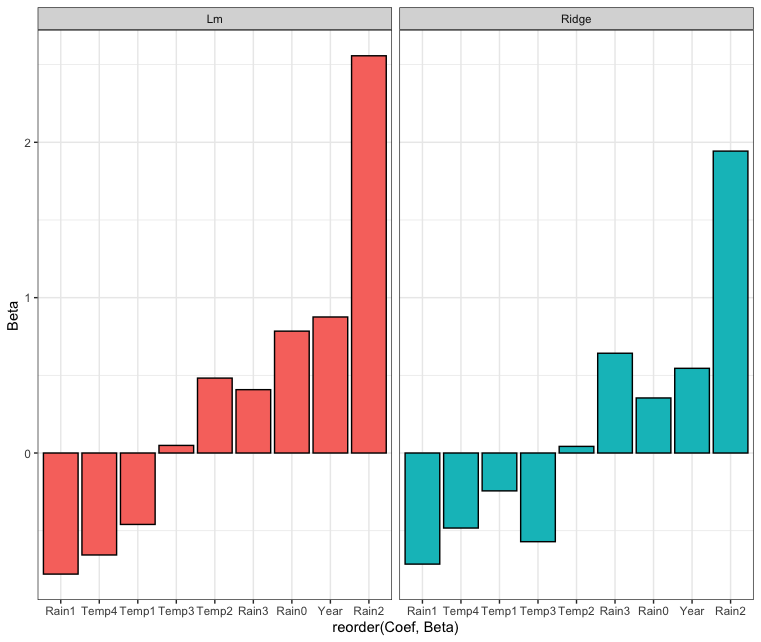 Lm Ridge
2
1
0
Beta
Rain1 Temp4 Temp1 Temp3 Temp2 Rain3 Rain0 Year Rain2 Rain1 Temp4 Temp1 Temp3 Temp2 Rain3 Rain0 Year Rain2
reorder(Coef, Beta)